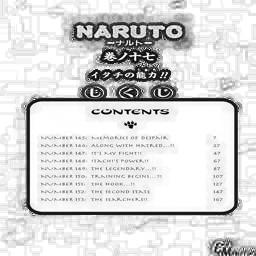 NARUTO
ーナルトー
巻ノ十七
イタチの能力!!
もくじ
CONTENTS
NUMBER 145: MEMORIES OF DESPAIR 7
NUMBER 146: ALONG WITH HATRED...!! 27
NUMBER 147: IT'S MY FIGHT!! 47
NUMBER 148: ITACHI'S POWER!! 67
NUMBER 149: THE LEGENDARY...!! 87
NUMBER 150: TRAINING BEGINS...!! 107
NUMBER 151: THE HOOK...!! 127
NUMBER 152: THE SECOND STAGE 147
NUMBER 153: THE SEARCHERS!! 167